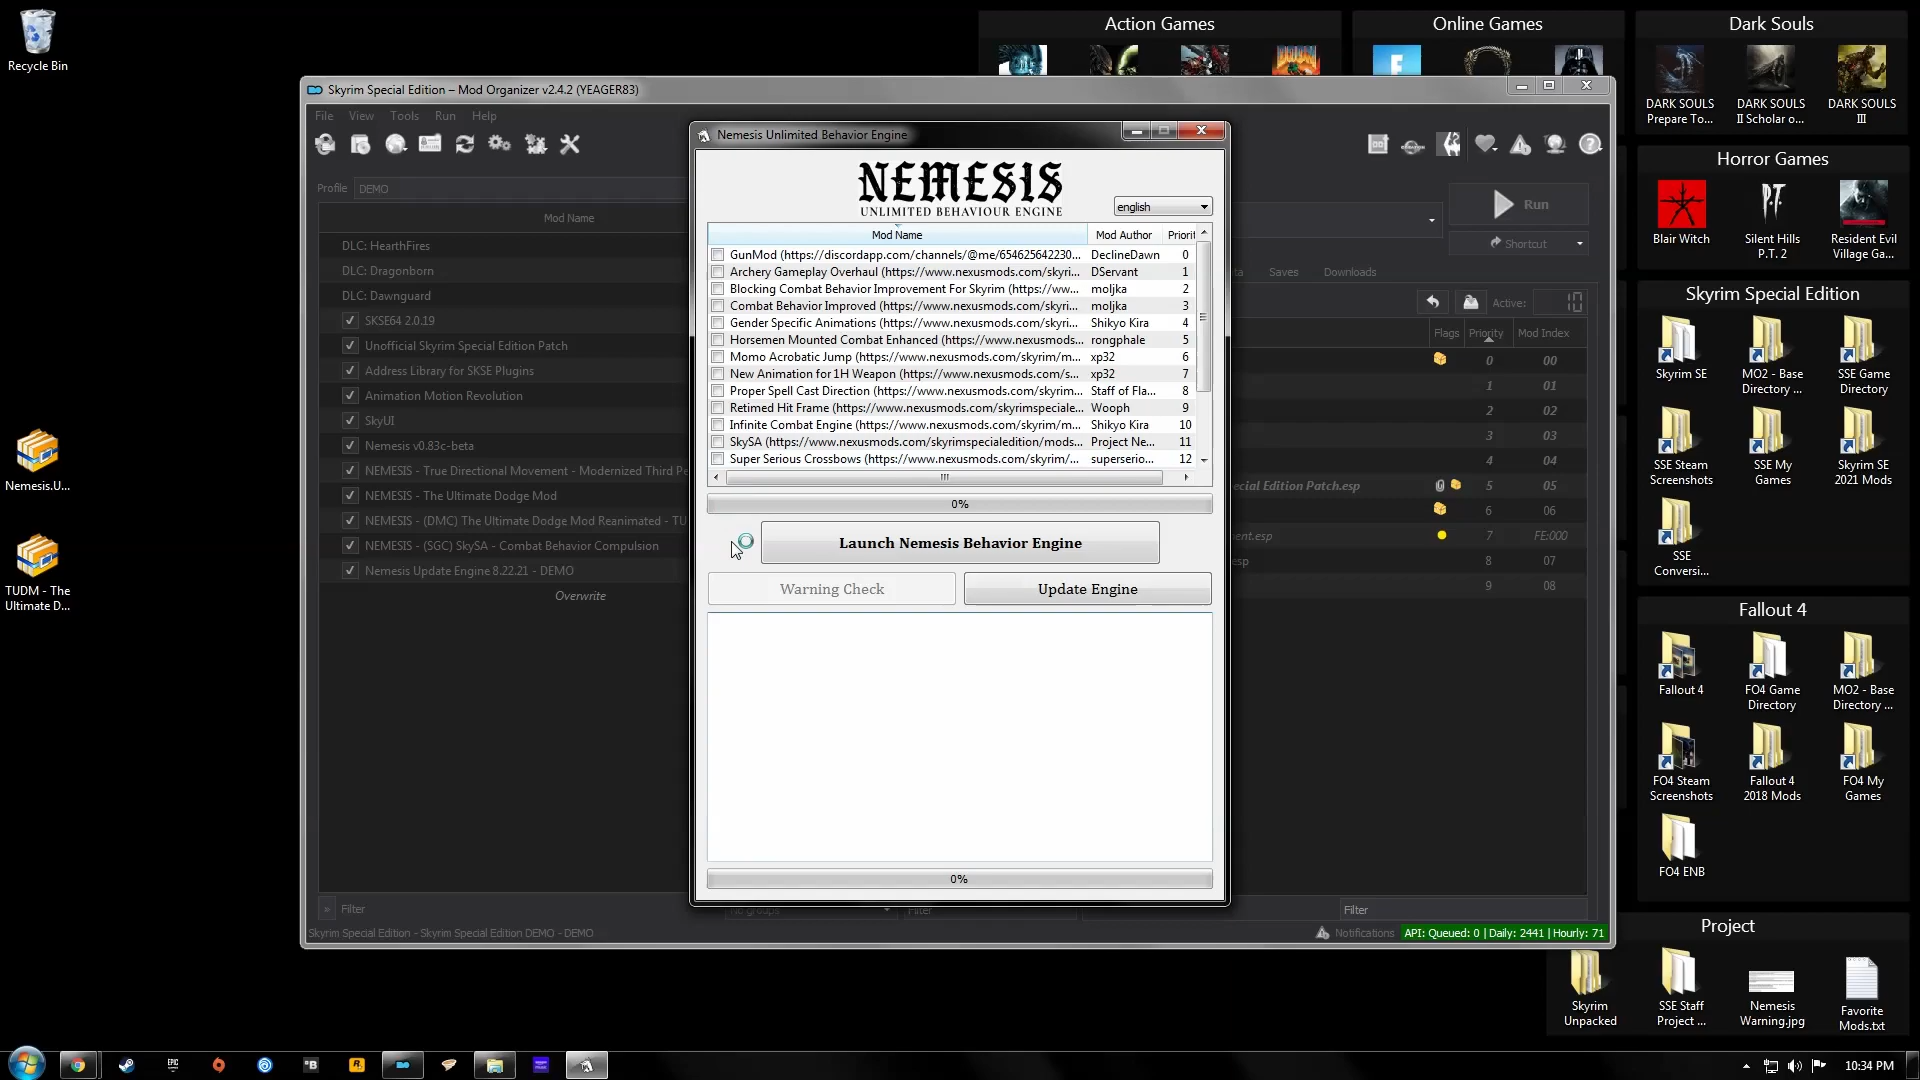 Recycle Bin
Nemesis.U...
TUDM - The
Ultimate D...
Action Games
Online Games
Dark Souls
DARK SOULS
Prepare To...
DARK SOULS
II Scholar o...
DARK SOULS
III
Horror Games
Blair Witch
Silent Hills
P.T. 2
Resident Evil
Village Ga...
Skyrim Special Edition
Skyrim SE
MO2 - Base
Directory ...
SSE Game
Directory
SSE Steam
Screenshots
SSE My
Games
Skyrim SE
2021 Mods
SSE
Conversi...
Fallout 4
Fallout 4
FO4 Game
Directory
MO2 - Base
Directory ...
FO4 Steam
Screenshots
Fallout 4
2018 Mods
FO4 My
Games
FO4 ENB
Project
Skyrim
Unpacked
SSE Staff
Project ...
Nemesis
Warning.jpg
Favorite
Mods.txt
Skyrim Special Edition – Mod Organizer v2.4.2 (YEAGER83)
File View Tools Run Help
Profile DEMO
Mod Name
DLC: HearthFires
DLC: Dragonborn
DLC: Dawnguard
SKSE64 2.0.19
Unofficial Skyrim Special Edition Patch
Address Library for SKSE Plugins
Animation Motion Revolution
SkyUI
Nemesis v0.83c-beta
NEMESIS - True Directional Movement - Modernized Third Pe
NEMESIS - The Ultimate Dodge Mod
NEMESIS - (DMC) The Ultimate Dodge Mod Reanimated - TU
NEMESIS - (SGC) SkySA - Combat Behavior Compulsion
Nemesis Update Engine 8.22.21 - DEMO
Overwrite
Filter
No groups
Filter
Skyrim Special Edition - Skyrim Special Edition DEMO - DEMO
Nemesis Unlimited Behavior Engine
NEMESIS
UNLIMITED BEHAVIOUR ENGINE
english
Mod Name Mod Author Priorit
GunMod (https://discordapp.com/channels/@me/654625642230... DeclineDawn 0
Archery Gameplay Overhaul (https://www.nexusmods.com/skyri... DServant 1
Blocking Combat Behavior Improvement For Skyrim (https://ww... moljka 2
Combat Behavior Improved (https://www.nexusmods.com/skyri... moljka 3
Gender Specific Animations (https://www.nexusmods.com/skyri... Shikyo Kira 4
Horsemen Mounted Combat Enhanced (https://www.nexusmods... rongphale 5
Momo Acrobatic Jump (https://www.nexusmods.com/skyrim/m... xp32 6
New Animation for 1H Weapon (https://www.nexusmods.com/s... xp32 7
Proper Spell Cast Direction (https://www.nexusmods.com/skyrim... Staff of Fla... 8
Retimed Hit Frame (https://www.nexusmods.com/skyrimspeciale... Wooph 9
Infinite Combat Engine (https://www.nexusmods.com/skyrim/m... Shikyo Kira 10
SkySA (https://www.nexusmods.com/skyrimspecialedition/mods... Project Ne... 11
Super Serious Crossbows (https://www.nexusmods.com/skyrim/... superserio... 12
0%
Launch Nemesis Behavior Engine
Warning Check
Update Engine
0%
Run
Shortcut
ta Saves Downloads
Active: 10
Flags Priority Mod Index
0 00
1 01
2 02
3 03
4 04
ecial Edition Patch.esp 5 05
6 06
ent.esp 7 FE:000
esp 8 07
9 08
Filter
Notifications API: Queued: 0 | Daily: 2441 | Hourly: 71
EPIC
10:34 PM